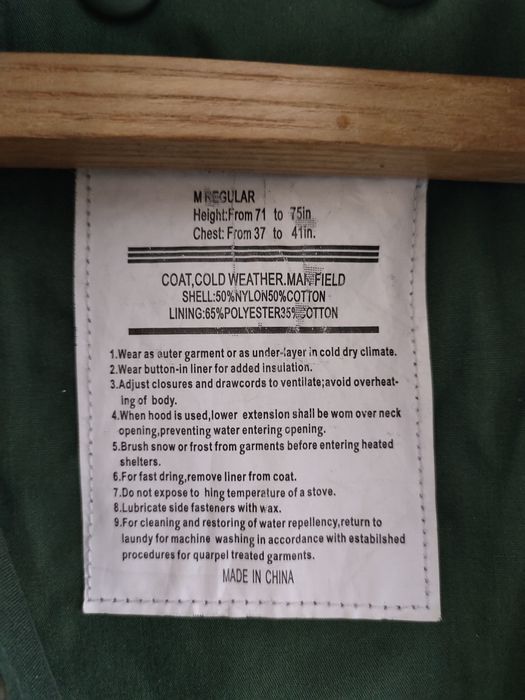 M REGULAR
Height:From 71 to 75in
Chest: From 37 to 41in.
COAT,COLD WEATHER.MAN,FIELD
SHELL:50%NYLON50%COTTON
LINING:65%POLYESTER35%COTTON
1.Wear as auter garment or as under-layer in cold dry climate.
2.Wear button-in liner for added insulation.
3.Adjust closures and drawcords to ventilate;avoid overheat-
ing of body.
4.When hood is used,lower extension shall be wom over neck
opening,preventing water entering opening.
5.Brush snow or frost from garments before entering heated
shelters.
6.For fast dring,remove liner from coat.
7.Do not expose to hing temperature of a stove.
8.Lubricate side fasteners with wax.
9.For cleaning and restoring of water repellency,return to
laundy for machine washing in accordance with estabilshed
procedures for quarpel treated garments.
MADE IN CHINA